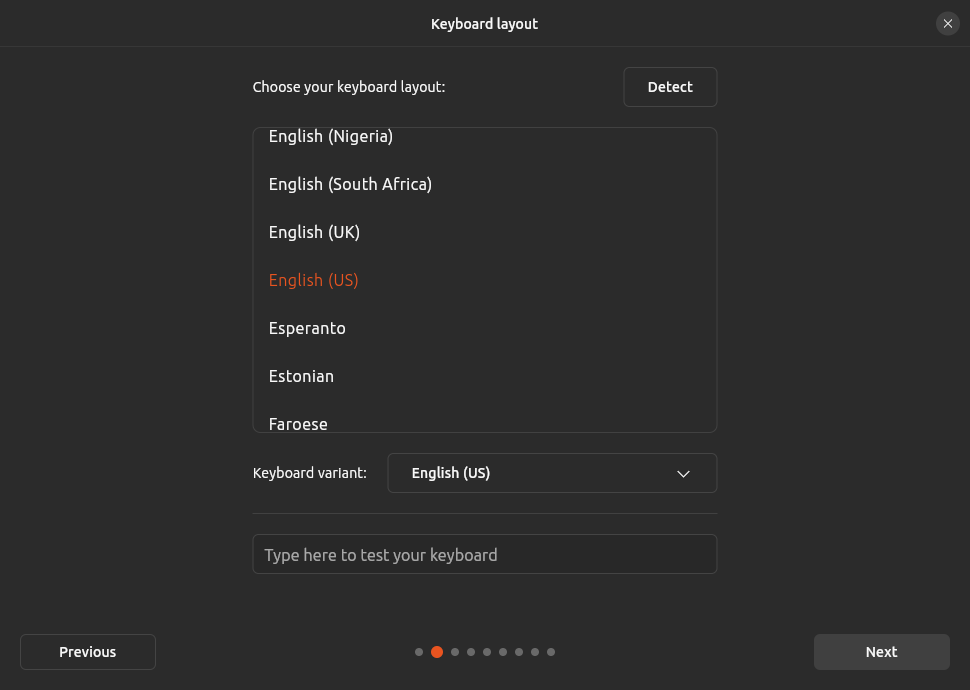 Keyboard layout
Choose your keyboard layout:
Detect
English (Nigeria)
English (South Africa)
English (UK)
English (US)
Esperanto
Estonian
Faroese
Keyboard variant:
English (US)
Type here to test your keyboard
Previous
Next